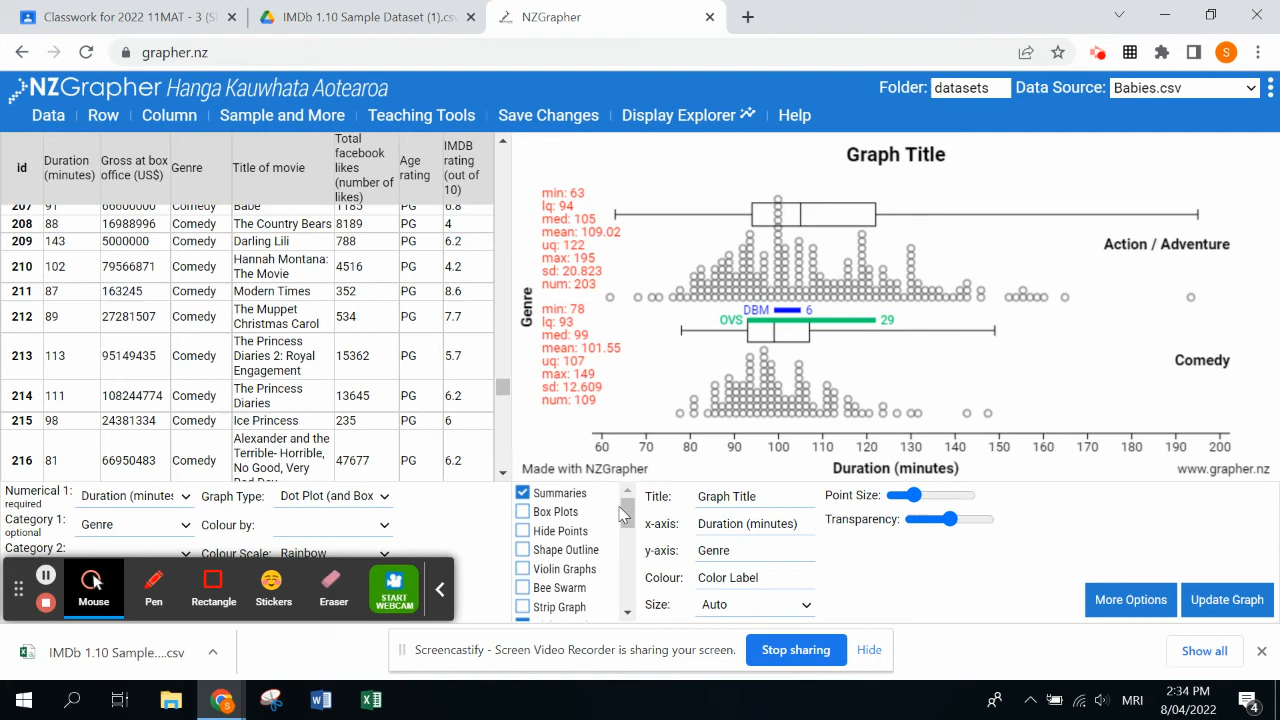 Classwork for 2022 11MAT - 3 (S
IMDb 1.10 Sample Dataset (1).cs
NZGrapher
grapher.nz
S
NZGrapher Hanga Kauwhata Aotearoa
Folder: datasets
Data Source: Babies.csv
Data
Row
Column
Sample and More
Teaching Tools
Save Changes
Display Explorer
Help
id
Duration (minutes)
Gross at box office (US$)
Genre
Title of movie
Total facebook likes (number of likes)
Age rating
IMDB rating (out of 10)
207 91 66600000 Comedy Babe 1185 PG 6.8
208 88 16988996 Comedy The Country Bears 8189 PG 4
209 143 5000000 Comedy Darling Lili 788 PG 6.2
210 102 79566871 Comedy Hannah Montana: The Movie 4516 PG 4.2
211 87 163245 Comedy Modern Times 352 PG 8.6
212 89 27281507 Comedy The Muppet Christmas Carol 534 PG 7.7
213 113 95149435 Comedy The Princess Diaries 2: Royal Engagement 15362 PG 5.7
214 111 108244774 Comedy The Princess Diaries 13645 PG 6.2
215 98 24381334 Comedy Ice Princess 235 PG 6
216 81 66950483 Comedy Alexander and the Terrible- Horrible, No Good, Very 47677 PG 6.2
Graph Title
min: 63
lq: 94
med: 105
mean: 109.02
uq: 122
max: 195
sd: 20.823
num: 203
Action / Adventure
DBM 6
OVS 29
min: 78
lq: 93
med: 99
mean: 101.55
uq: 107
max: 149
sd: 12.609
num: 109
Comedy
Genre
60 70 80 90 100 110 120 130 140 150 160 170 180 190 200
Made with NZGrapher
Duration (minutes)
www.grapher.nz
Numerical 1: required
Duration (minutes
Graph Type:
Dot Plot (and Box
Category 1: optional
Genre
Colour by:
Category 2:
Colour Scale:
Rainbow
Summaries
Box Plots
Hide Points
Shape Outline
Violin Graphs
Bee Swarm
Strip Graph
Title: Graph Title
x-axis: Duration (minutes)
y-axis: Genre
Colour: Color Label
Size: Auto
Point Size:
Transparency:
More Options
Update Graph
Mouse
Pen
Rectangle
Stickers
Eraser
START WEBCAM
IMDb 1.10 Sample....csv
Screencastify - Screen Video Recorder is sharing your screen.
Stop sharing
Hide
Show all
MRI
2:34 PM
8/04/2022
4